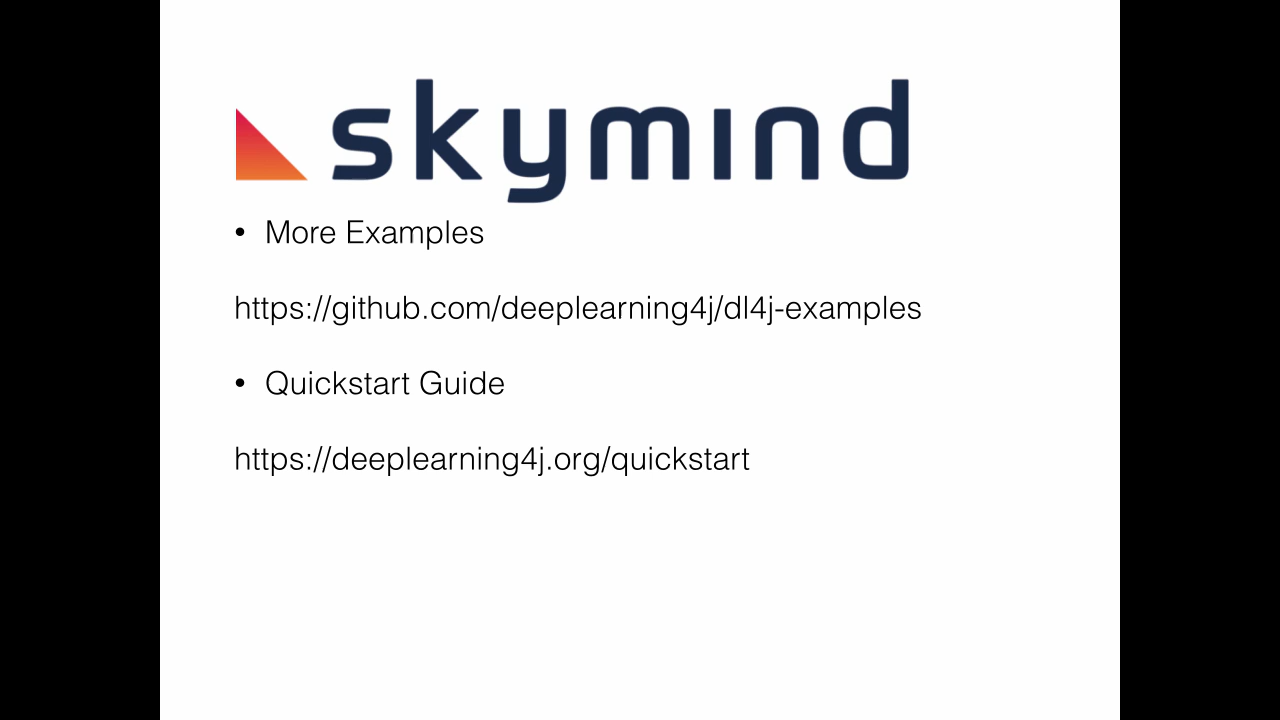 skymind
• More Examples
https://github.com/deeplearning4j/dl4j-examples
• Quickstart Guide
https://deeplearning4j.org/quickstart